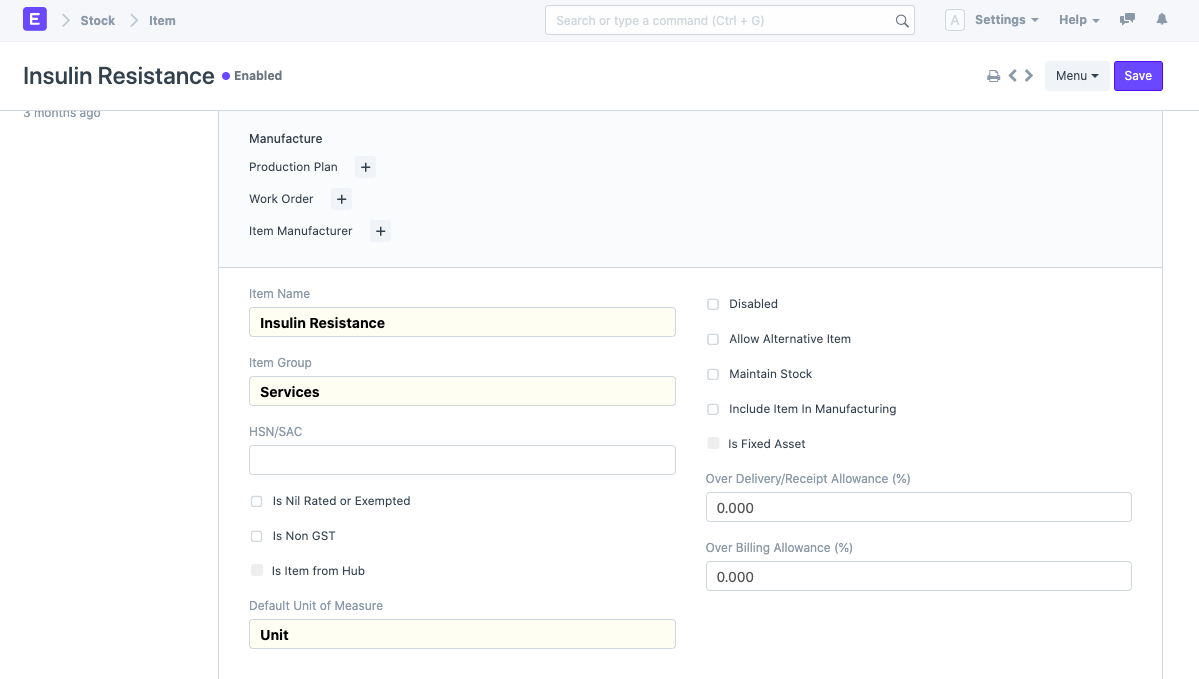 E Stock Item
Search or type a command (Ctrl + G)
A Settings Help
Insulin Resistance Enabled
Menu Save
3 months ago
Manufacture
Production Plan +
Work Order +
Item Manufacturer +
Item Name
Insulin Resistance
Item Group
Services
HSN/SAC
Is Nil Rated or Exempted
Is Non GST
Is Item from Hub
Default Unit of Measure
Unit
Disabled
Allow Alternative Item
Maintain Stock
Include Item In Manufacturing
Is Fixed Asset
Over Delivery/Receipt Allowance (%)
0.000
Over Billing Allowance (%)
0.000